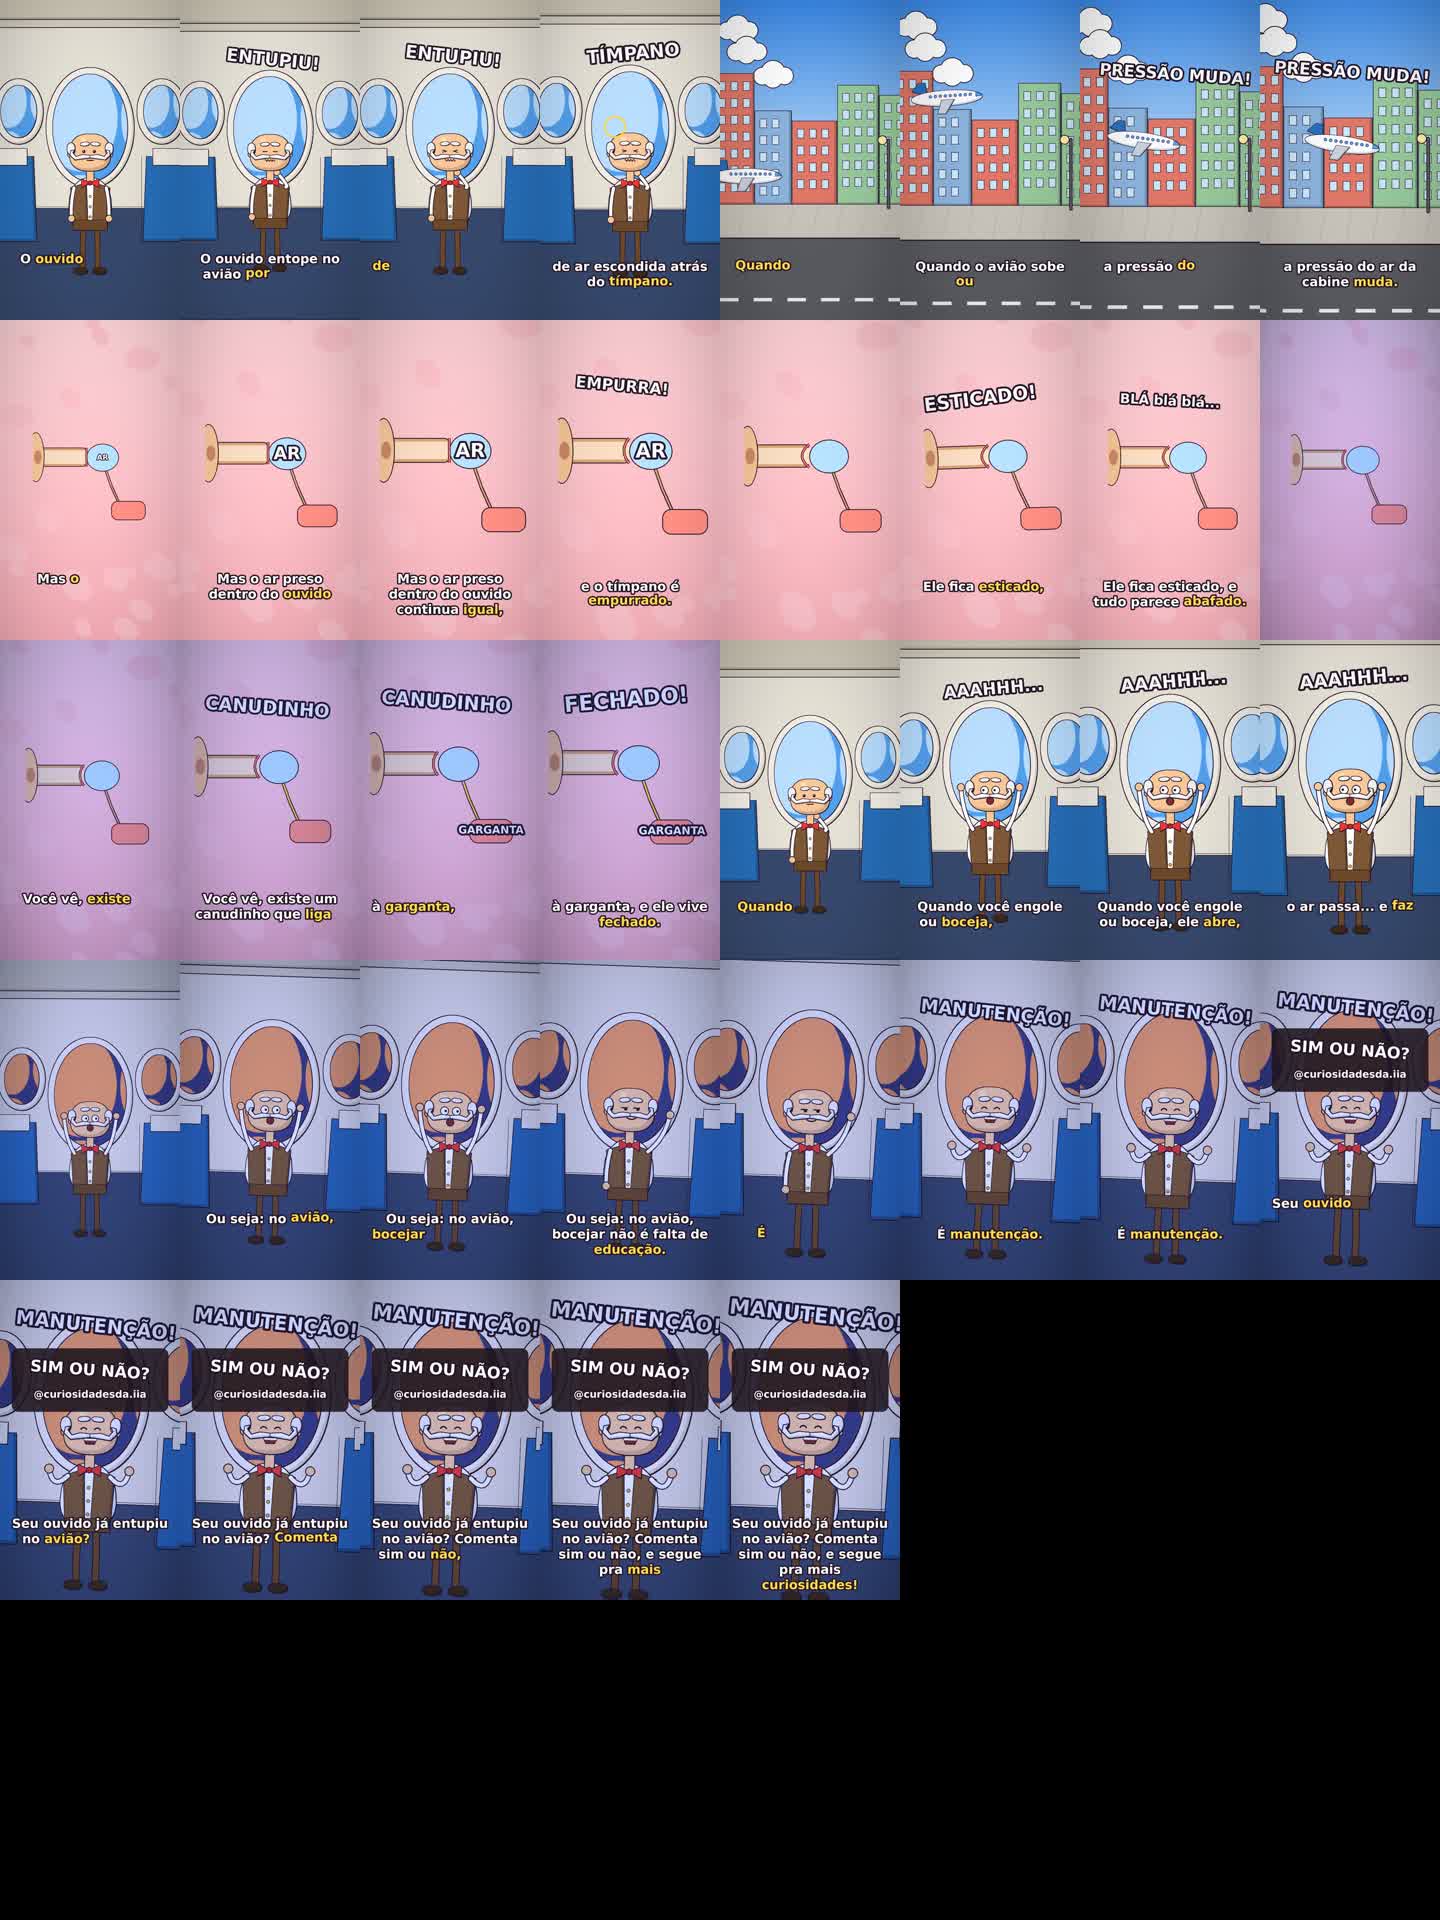 O ouvido
ENTUPIU!
O ouvido entope no
avião por
ENTUPIU!
de
TÍMPANO
de ar escondida atrás
do tímpano.
Quando
Quando o avião sobe
ou
PRESSÃO MUDA!
a pressão do
PRESSÃO MUDA!
a pressão do ar da
cabine muda.
AR
Mas o
AR
Mas o ar preso
dentro do ouvido
AR
Mas o ar preso
dentro do ouvido
continua igual,
EMPURRA!
AR
e o tímpano é
empurrado.
ESTICADO!
Ele fica esticado,
BLÁ blá blá...
Ele fica esticado, e
tudo parece abafado.
Você vê, existe
CANUDINHO
Você vê, existe um
canudinho que liga
CANUDINHO
GARGANTA
à garganta,
FECHADO!
GARGANTA
à garganta, e ele vive
fechado.
Quando
AAAHHH...
Quando você engole
ou boceja,
AAAHHH...
Quando você engole
ou boceja, ele abre,
AAAHHH...
o ar passa... e faz
Ou seja: no avião,
Ou seja: no avião,
bocejar
Ou seja: no avião,
bocejar não é falta de
educação.
É
MANUTENÇÃO!
É manutenção.
MANUTENÇÃO!
É manutenção.
MANUTENÇÃO!
SIM OU NÃO?
@curiosidadesda.iia
Seu ouvido
MANUTENÇÃO!
SIM OU NÃO?
@curiosidadesda.iia
Seu ouvido já entupiu
no avião?
MANUTENÇÃO!
SIM OU NÃO?
@curiosidadesda.iia
Seu ouvido já entupiu
no avião? Comenta
MANUTENÇÃO!
SIM OU NÃO?
@curiosidadesda.iia
Seu ouvido já entupiu
no avião? Comenta
sim ou não,
MANUTENÇÃO!
SIM OU NÃO?
@curiosidadesda.iia
Seu ouvido já entupiu
no avião? Comenta
sim ou não, e segue
pra mais
MANUTENÇÃO!
SIM OU NÃO?
@curiosidadesda.iia
Seu ouvido já entupiu
no avião? Comenta
sim ou não, e segue
pra mais
curiosidades!